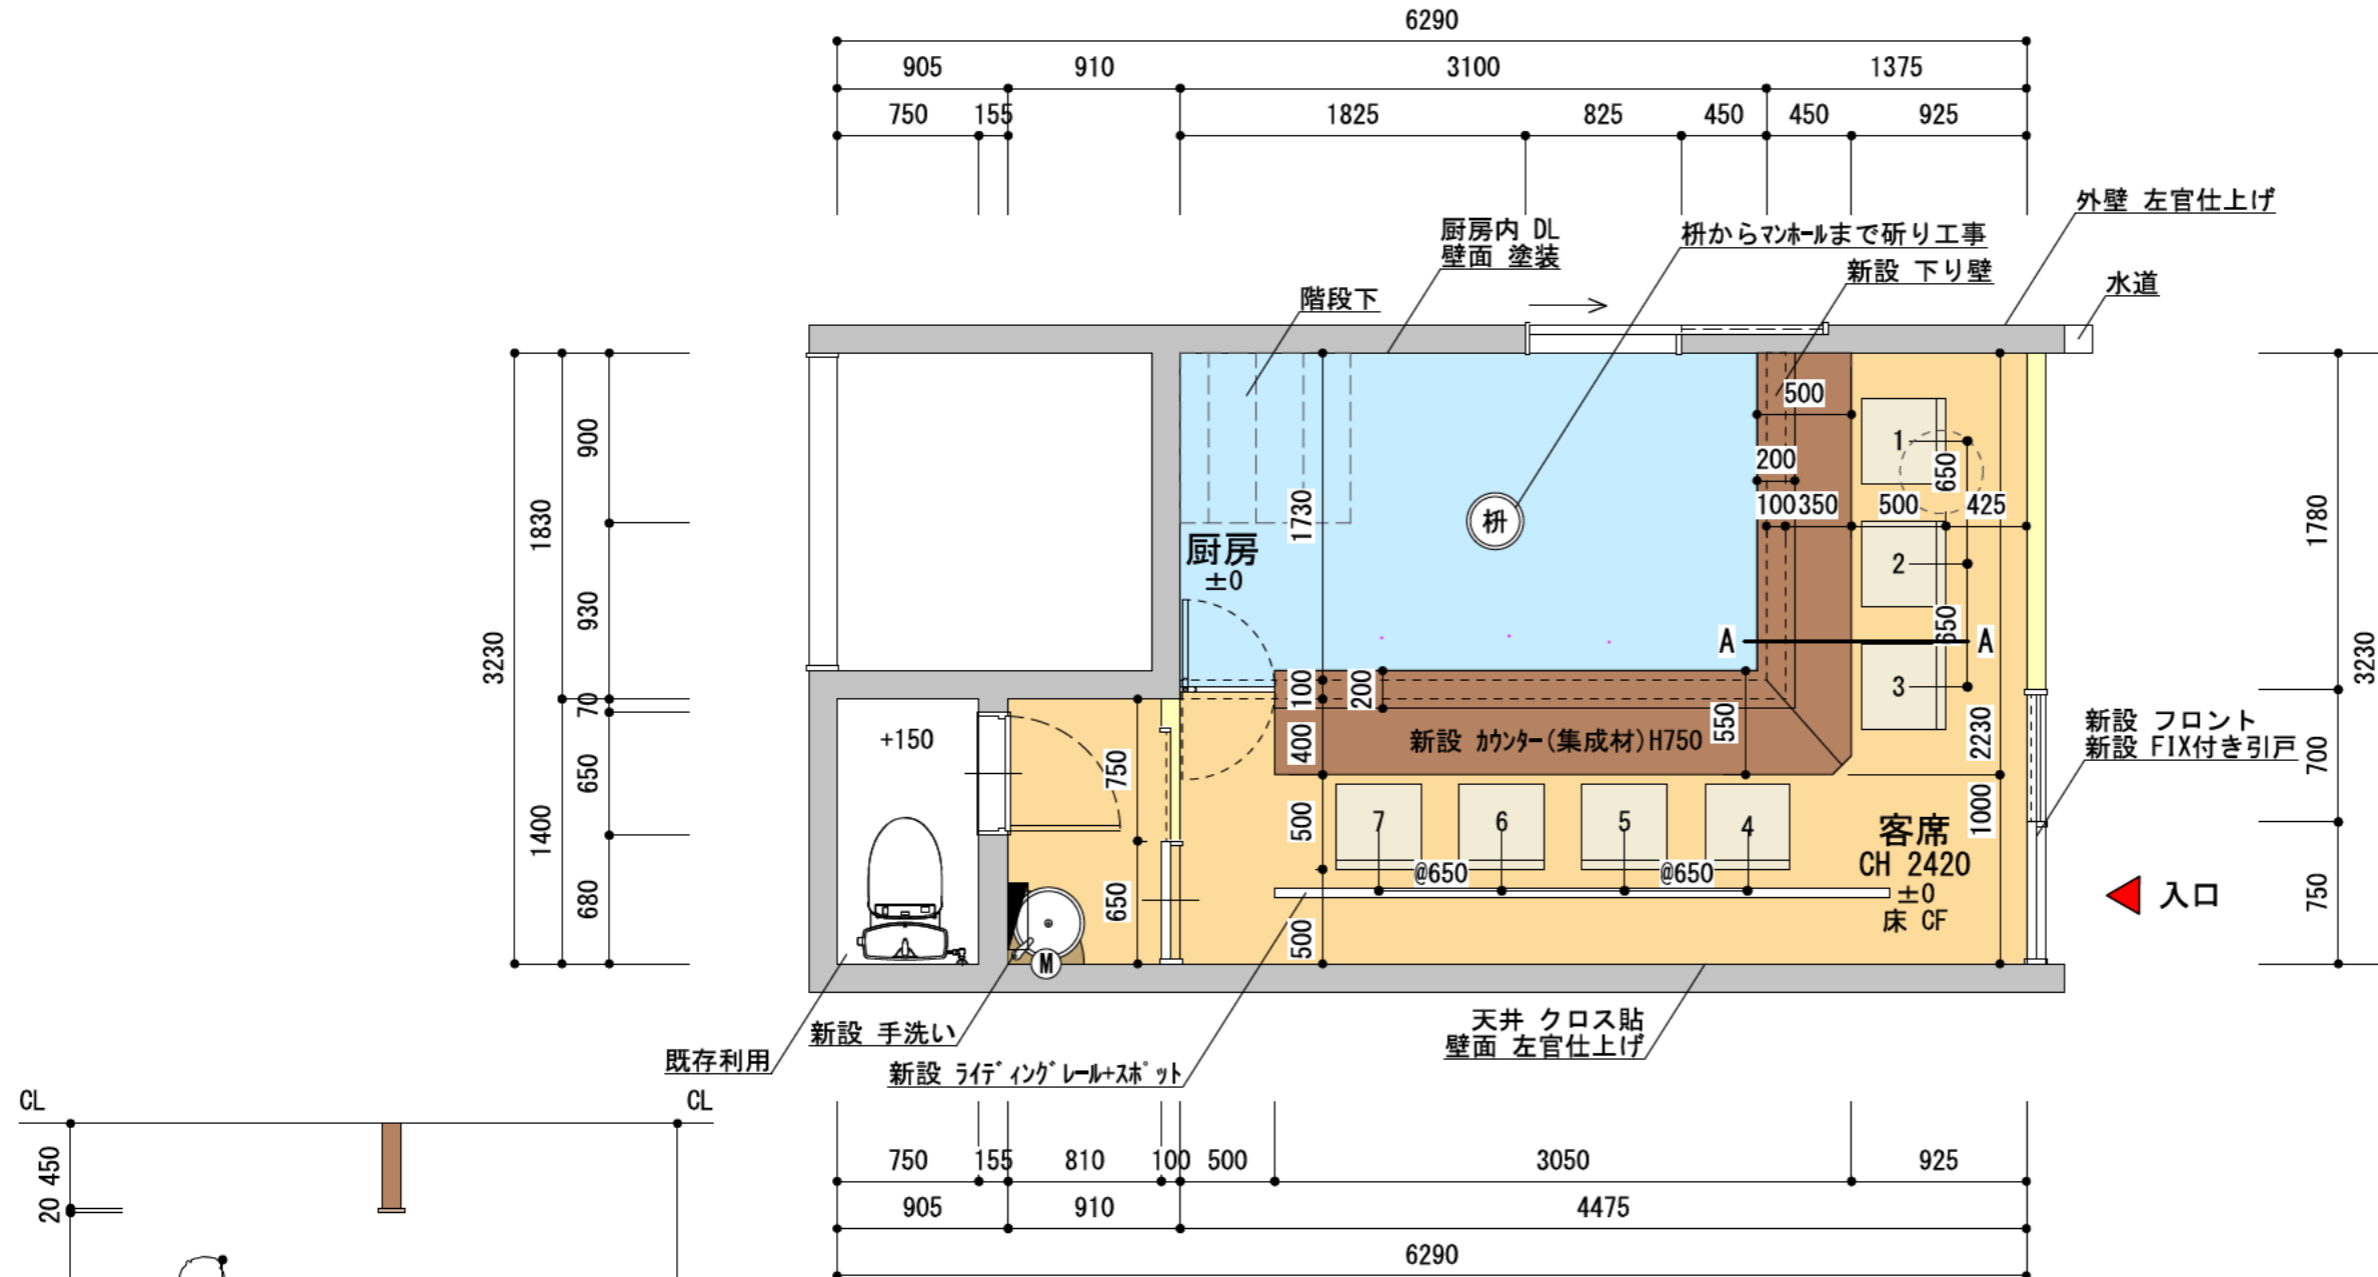 6290
905 910 3100 1375
750 155 1825 825 450 450 925
外壁 左官仕上げ
厨房内 DL
壁面 塗装
枡からﾏﾝﾎｰﾙまで斫り工事
新設 下り壁
階段下
水道
500
200
100 350 500 425
1
650
2
650
3
A A
枡
厨房
±0
1730
100
200
400
550
新設 ｶｳﾝﾀｰ(集成材)H750
500
500
7 6 5 4
@650 @650
客席
CH 2420
±0
床 CF
2230
1000
+150
750
650
M
3230
1830
1400
900
930
70
650
680
1780
700
750
3230
新設 フロント
新設 FIX付き引戸
入口
新設 手洗い
既存利用
新設 ﾗｲﾃﾞｨﾝｸﾞﾚｰﾙ+ｽﾎﾟｯﾄ
天井 クロス貼
壁面 左官仕上げ
CL CL
450
20
750 155 810 100 500 3050 925
905 910 4475
6290